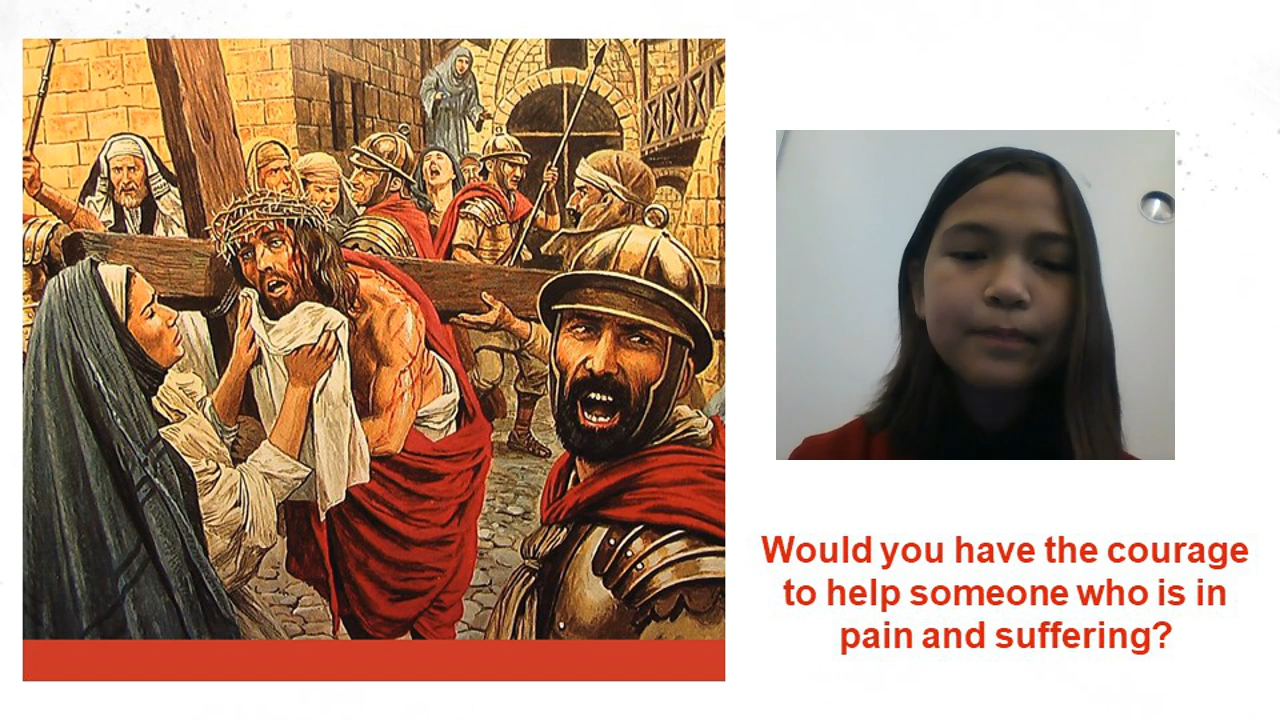 Would you have the courage
to help someone who is in
pain and suffering?